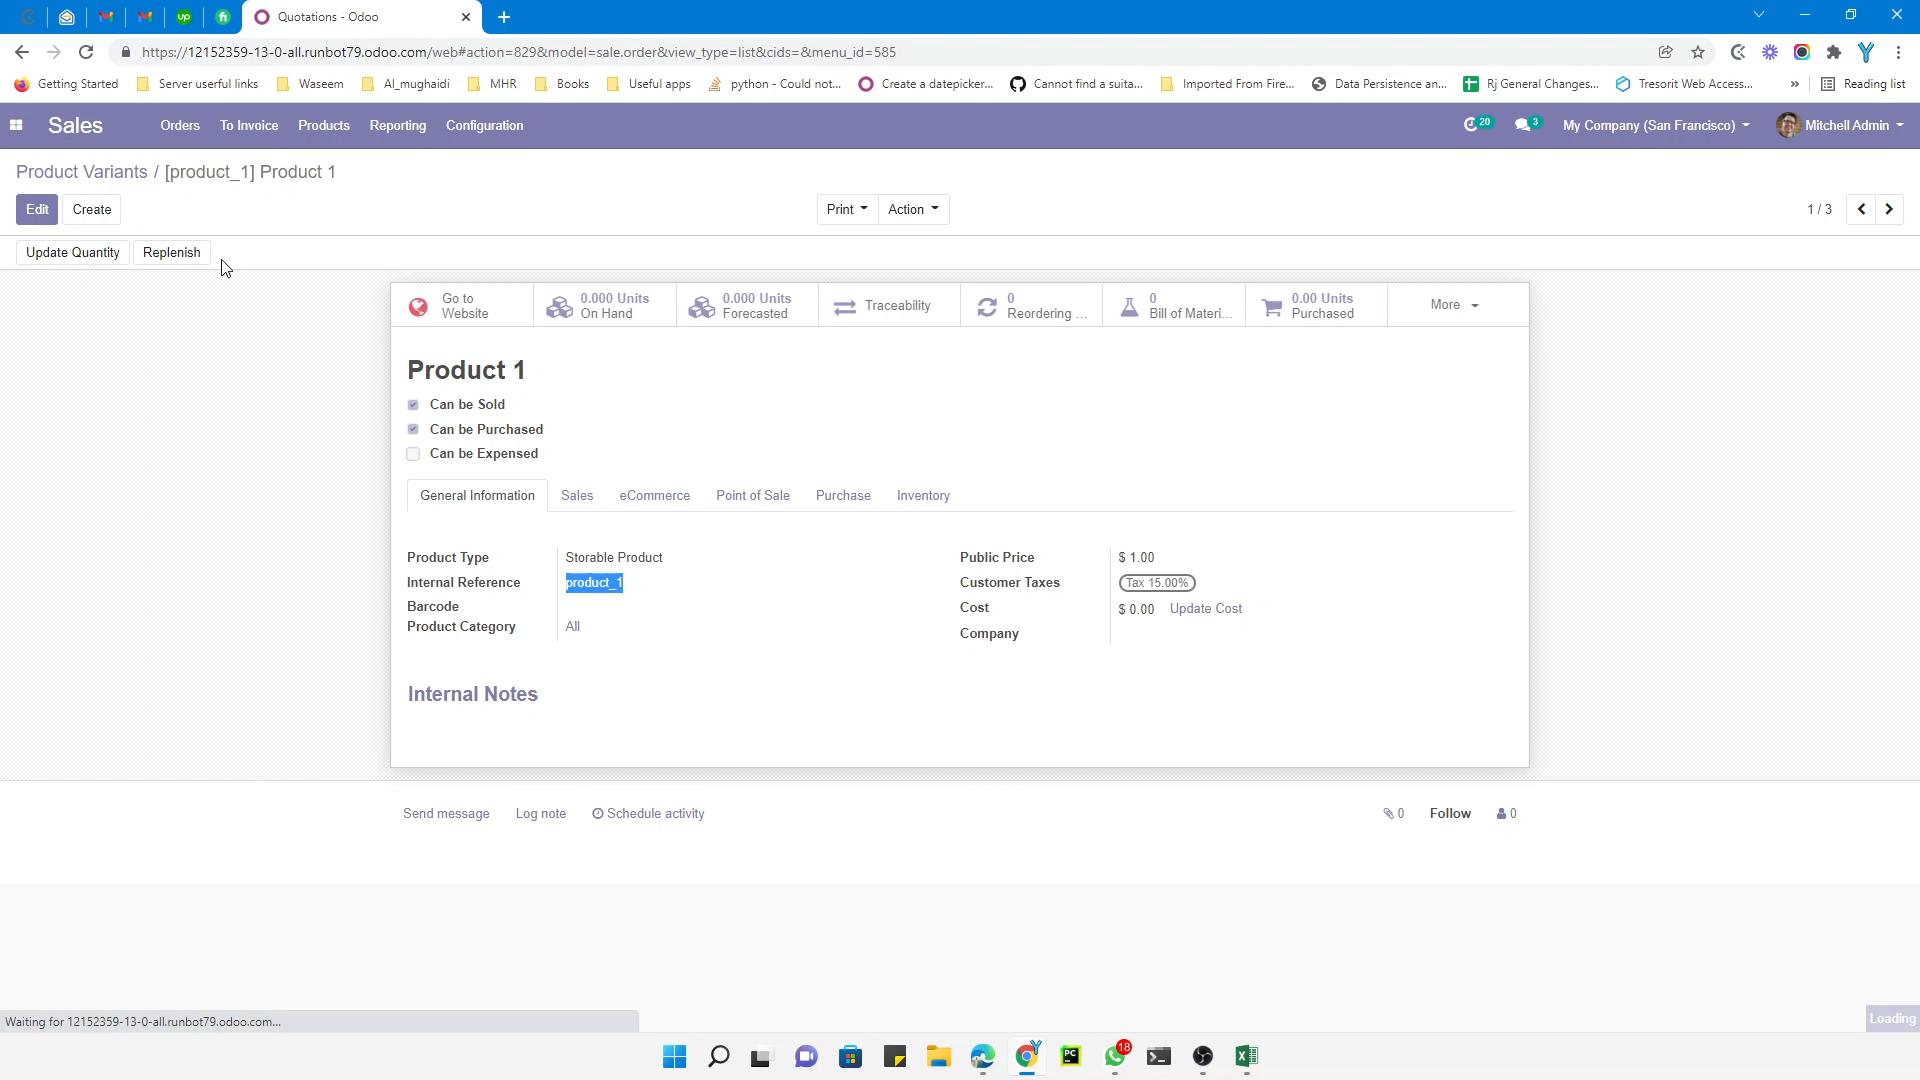 Quotations - Odoo
https://12152359-13-0-all.runbot79.odoo.com/web#action=829&model=sale.order&view_type=list&cids=&menu_id=585
Getting Started Server userful links Waseem Al_mughaidi MHR Books Useful apps python - Could not... Create a datepicker... Cannot find a suita... Imported From Fire... Data Persistence an... Rj General Changes... Tresorit Web Access... » Reading list
Sales Orders To Invoice Products Reporting Configuration 20 3 My Company (San Francisco) Mitchell Admin
Product Variants / [product_1] Product 1
Edit Create Print Action 1 / 3
Update Quantity Replenish
Go to Website
0.000 Units On Hand
0.000 Units Forecasted
Traceability
0 Reordering ...
0 Bill of Materi...
0.00 Units Purchased
More
Product 1
Can be Sold
Can be Purchased
Can be Expensed
General Information Sales eCommerce Point of Sale Purchase Inventory
Product Type Storable Product
Internal Reference product_1
Barcode
Product Category All
Public Price $ 1.00
Customer Taxes Tax 15.00%
Cost $ 0.00 Update Cost
Company
Internal Notes
Send message Log note Schedule activity 0 Follow 0
Waiting for 12152359-13-0-all.runbot79.odoo.com...
Loading
PC
18